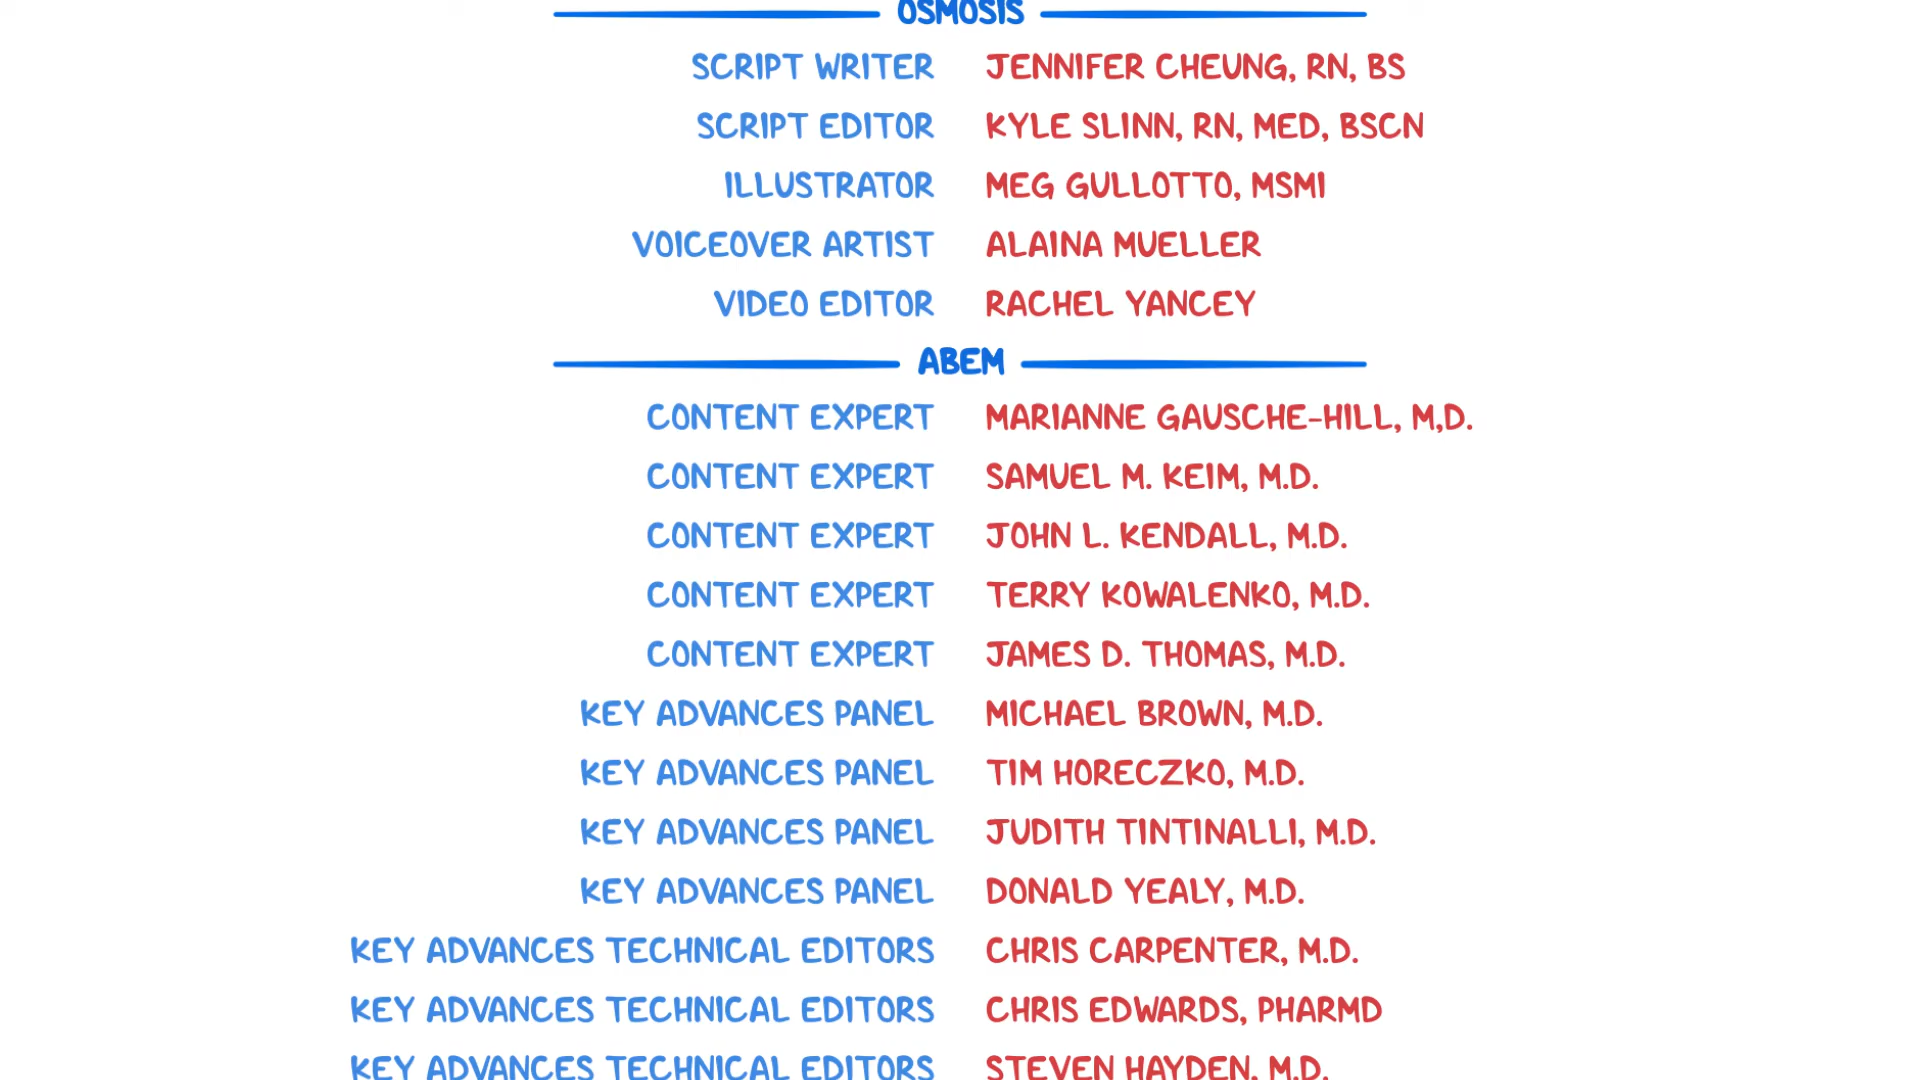 OSMOSIS
SCRIPT WRITER JENNIFER CHEUNG, RN, BS
SCRIPT EDITOR KYLE SLINN, RN, MED, BSCN
ILLUSTRATOR MEG GULLOTTO, MSMI
VOICEOVER ARTIST ALAINA MUELLER
VIDEO EDITOR RACHEL YANCEY
ABEM
CONTENT EXPERT MARIANNE GAUSCHE-HILL, M,D.
CONTENT EXPERT SAMUEL M. KEIM, M.D.
CONTENT EXPERT JOHN L. KENDALL, M.D.
CONTENT EXPERT TERRY KOWALENKO, M.D.
CONTENT EXPERT JAMES D. THOMAS, M.D.
KEY ADVANCES PANEL MICHAEL BROWN, M.D.
KEY ADVANCES PANEL TIM HORECZKO, M.D.
KEY ADVANCES PANEL JUDITH TINTINALLI, M.D.
KEY ADVANCES PANEL DONALD YEALY, M.D.
KEY ADVANCES TECHNICAL EDITORS CHRIS CARPENTER, M.D.
KEY ADVANCES TECHNICAL EDITORS CHRIS EDWARDS, PHARMD
KEY ADVANCES TECHNICAL EDITORS STEVEN HAYDEN, M.D.